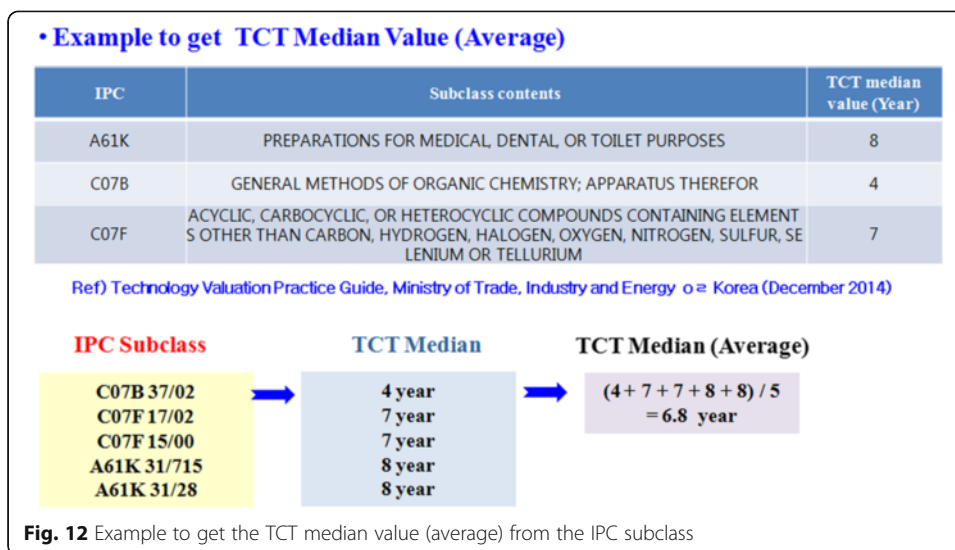 • Example to get TCT Median Value (Average)
IPC
Subclass contents
TCT median
value (Year)
A61K
PREPARATIONS FOR MEDICAL, DENTAL, OR TOILET PURPOSES
8
C07B
GENERAL METHODS OF ORGANIC CHEMISTRY; APPARATUS THEREFOR
4
C07F
ACYCLIC, CARBOCYCLIC, OR HETEROCYCLIC COMPOUNDS CONTAINING ELEMENT
S OTHER THAN CARBON, HYDROGEN, HALOGEN, OXYGEN, NITROGEN, SULFUR, SE
LENIUM OR TELLURIUM
7
Ref) Technology Valuation Practice Guide, Ministry of Trade, Industry and Energy o≥ Korea (December 2014)
IPC Subclass
C07B 37/02
C07F 17/02
C07F 15/00
A61K 31/715
A61K 31/28
TCT Median
4 year
7 year
7 year
8 year
8 year
TCT Median (Average)
(4 + 7 + 7 + 8 + 8) / 5
= 6.8 year
Fig. 12 Example to get the TCT median value (average) from the IPC subclass